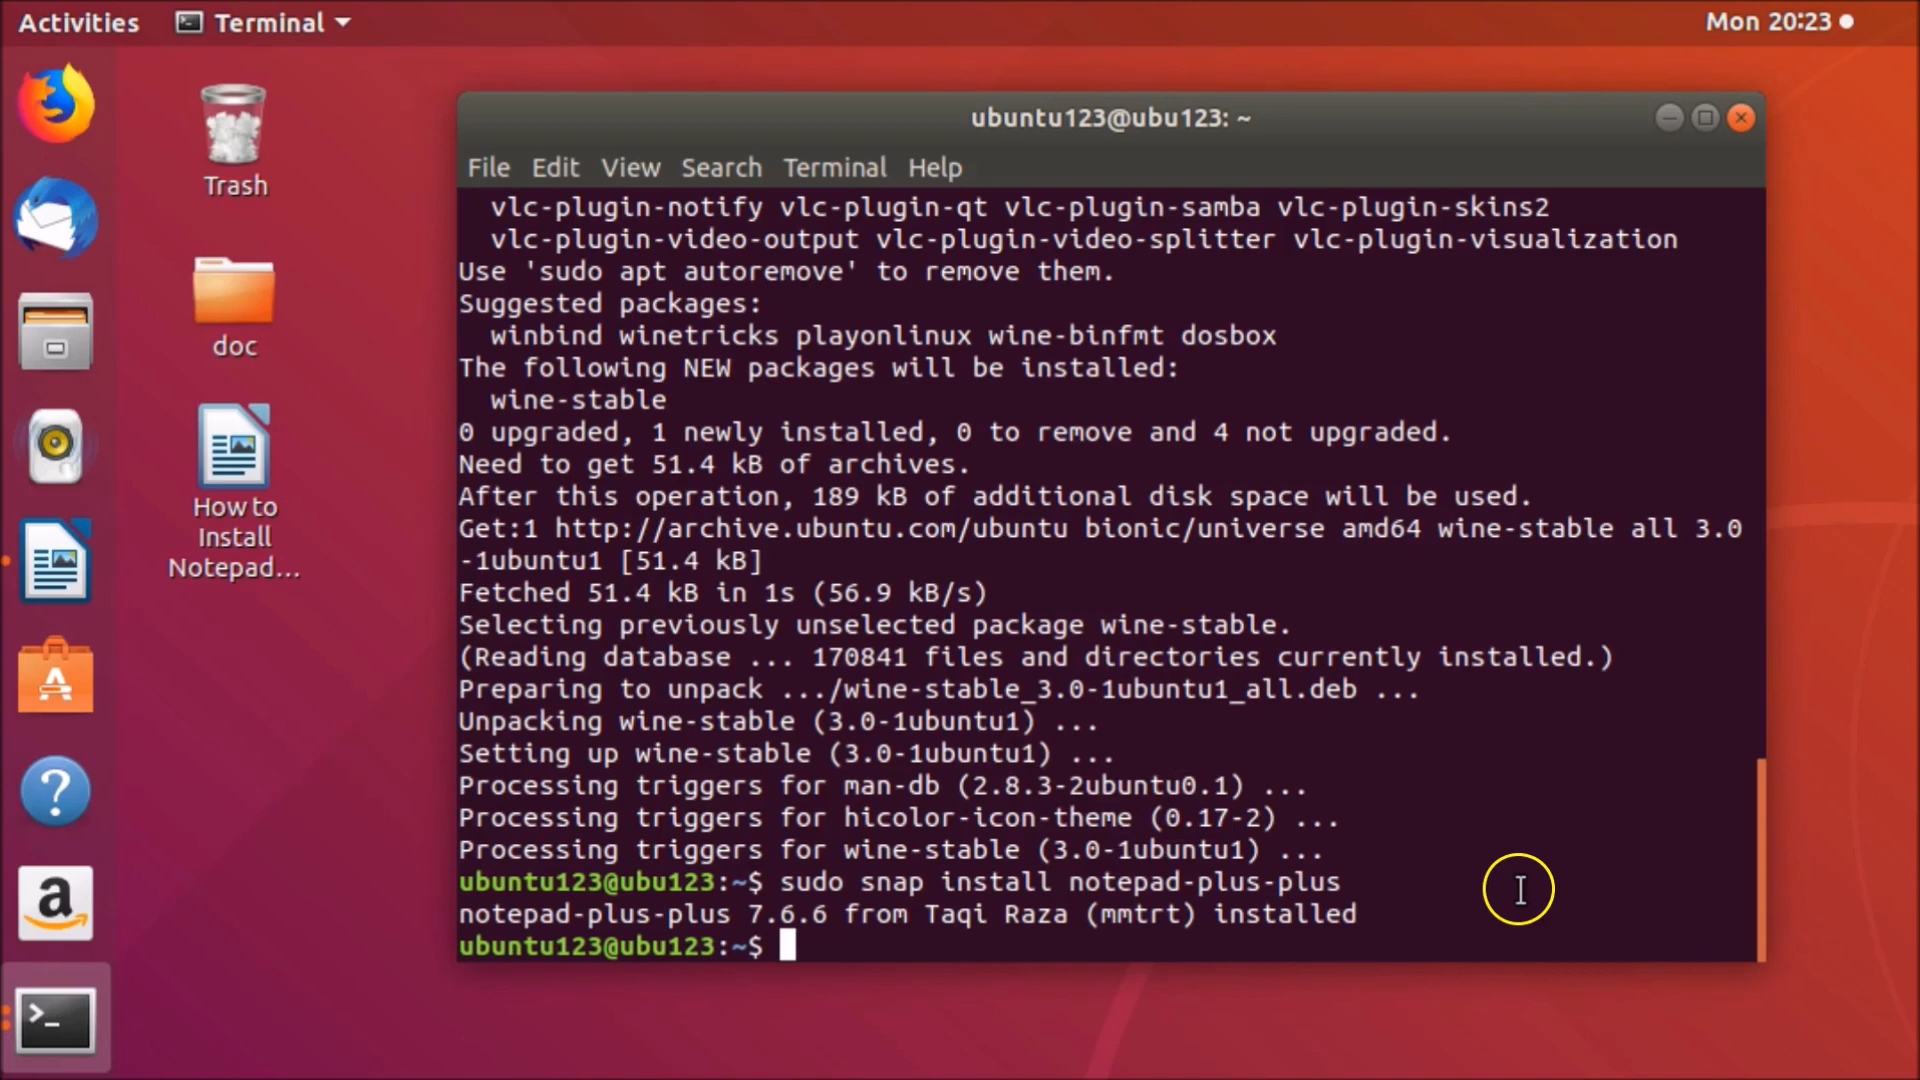 Activities
Terminal
Mon 20:23
Trash
doc
How to
Install
Notepad...
ubuntu123@ubu123: ~
File Edit View Search Terminal Help
vlc-plugin-notify vlc-plugin-qt vlc-plugin-samba vlc-plugin-skins2
vlc-plugin-video-output vlc-plugin-video-splitter vlc-plugin-visualization
Use 'sudo apt autoremove' to remove them.
Suggested packages:
winbind winetricks playonlinux wine-binfmt dosbox
The following NEW packages will be installed:
wine-stable
0 upgraded, 1 newly installed, 0 to remove and 4 not upgraded.
Need to get 51.4 kB of archives.
After this operation, 189 kB of additional disk space will be used.
Get:1 http://archive.ubuntu.com/ubuntu bionic/universe amd64 wine-stable all 3.0
-1ubuntu1 [51.4 kB]
Fetched 51.4 kB in 1s (56.9 kB/s)
Selecting previously unselected package wine-stable.
(Reading database ... 170841 files and directories currently installed.)
Preparing to unpack .../wine-stable_3.0-1ubuntu1_all.deb ...
Unpacking wine-stable (3.0-1ubuntu1) ...
Setting up wine-stable (3.0-1ubuntu1) ...
Processing triggers for man-db (2.8.3-2ubuntu0.1) ...
Processing triggers for hicolor-icon-theme (0.17-2) ...
Processing triggers for wine-stable (3.0-1ubuntu1) ...
ubuntu123@ubu123:~$ sudo snap install notepad-plus-plus
notepad-plus-plus 7.6.6 from Taqi Raza (mmtrt) installed
ubuntu123@ubu123:~$